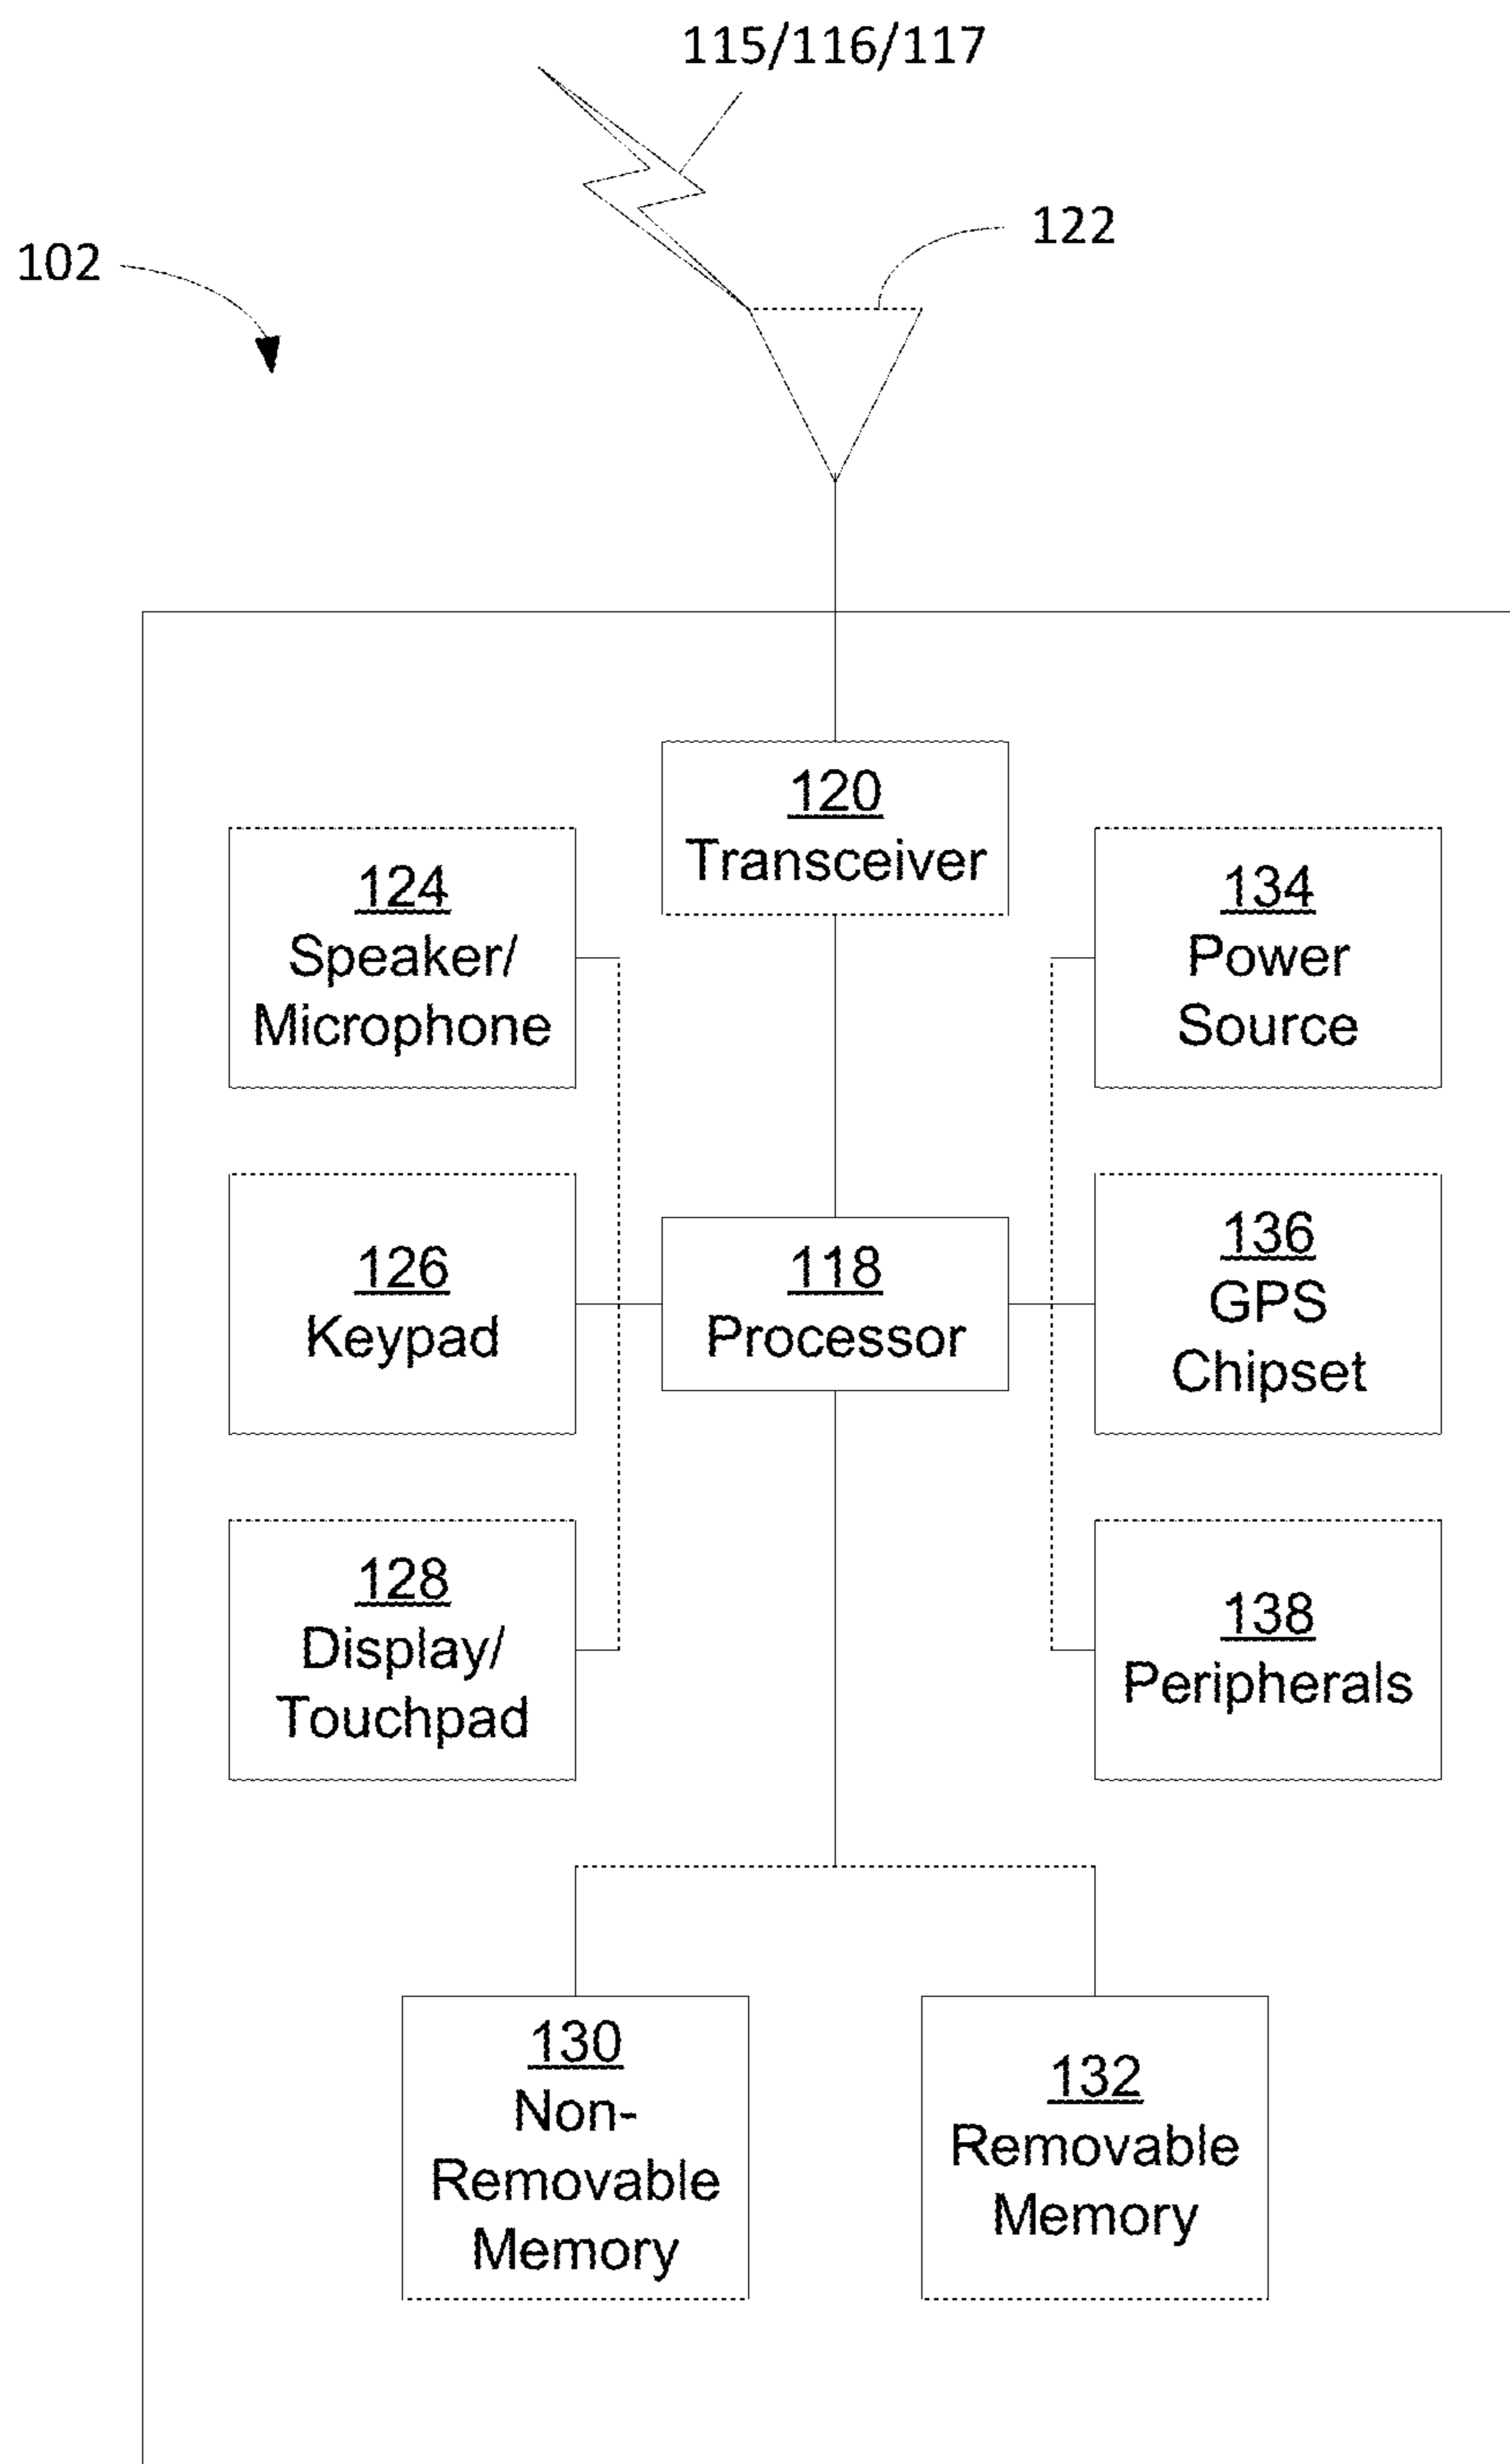 115/116/117
122
102
120
Transceiver
124
Speaker/
Microphone
134
Power
Source
126
Keypad
118
Processor
136
GPS
Chipset
128
Display/
Touchpad
138
Peripherals
130
Non-
Removable
Memory
132
Removable
Memory